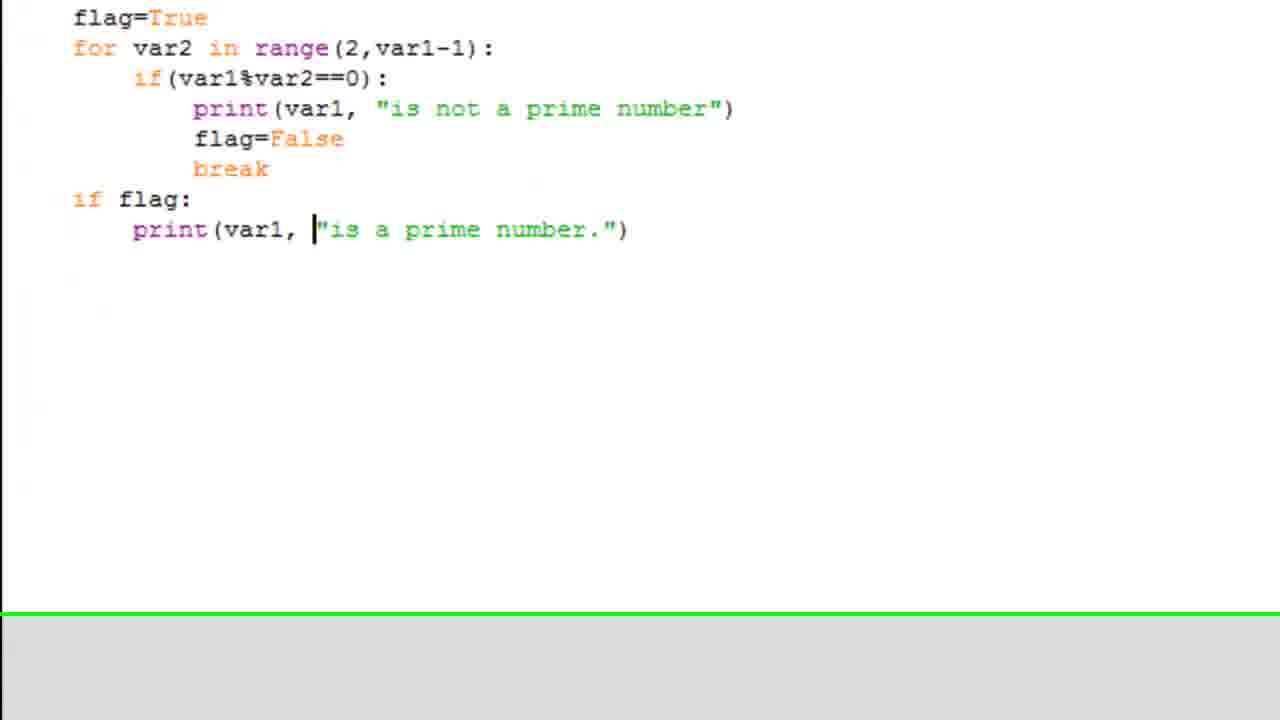 flag=True
for var2 in range(2,var1-1):
if(var1%var2==0):
print(var1, "is not a prime number")
flag=False
break
if flag:
print(var1, "is a prime number.")